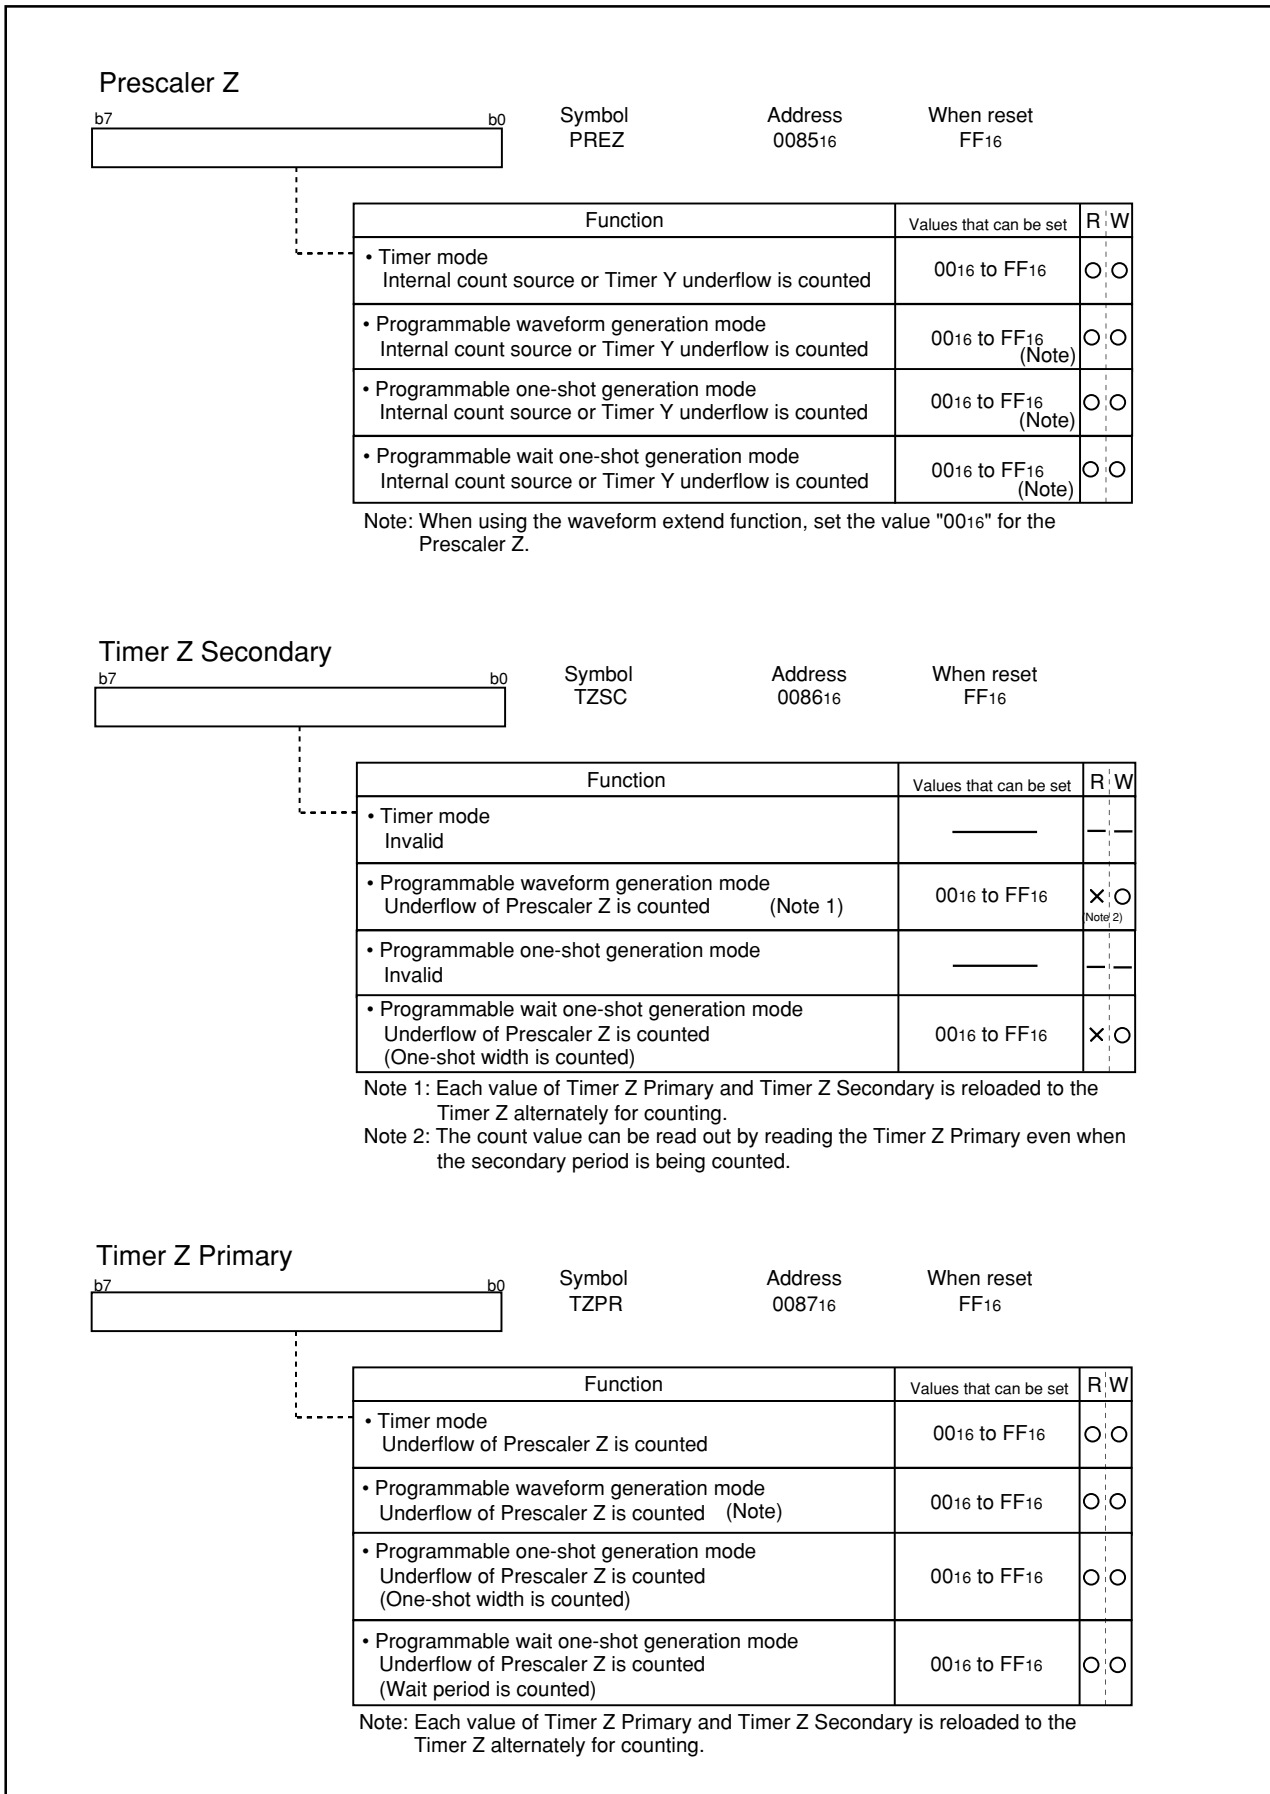 Prescaler Z
b7 b0 Symbol Address When reset
PREZ 008516 FF16
Function Values that can be set R W
• Timer mode
Internal count source or Timer Y underflow is counted 0016 to FF16 O O
• Programmable waveform generation mode
Internal count source or Timer Y underflow is counted 0016 to FF16 (Note) O O
• Programmable one-shot generation mode
Internal count source or Timer Y underflow is counted 0016 to FF16 (Note) O O
• Programmable wait one-shot generation mode
Internal count source or Timer Y underflow is counted 0016 to FF16 (Note) O O
Note: When using the waveform extend function, set the value "0016" for the
Prescaler Z.
Timer Z Secondary
b7 b0 Symbol Address When reset
TZSC 008616 FF16
Function Values that can be set R W
• Timer mode
Invalid — — —
• Programmable waveform generation mode
Underflow of Prescaler Z is counted (Note 1) 0016 to FF16 X O
Note 2)
• Programmable one-shot generation mode
Invalid — — —
• Programmable wait one-shot generation mode
Underflow of Prescaler Z is counted 0016 to FF16 X O
(One-shot width is counted)
Note 1: Each value of Timer Z Primary and Timer Z Secondary is reloaded to the
Timer Z alternately for counting.
Note 2: The count value can be read out by reading the Timer Z Primary even when
the secondary period is being counted.
Timer Z Primary
b7 b0 Symbol Address When reset
TZPR 008716 FF16
Function Values that can be set R W
• Timer mode
Underflow of Prescaler Z is counted 0016 to FF16 O O
• Programmable waveform generation mode
Underflow of Prescaler Z is counted (Note) 0016 to FF16 O O
• Programmable one-shot generation mode
Underflow of Prescaler Z is counted 0016 to FF16 O O
(One-shot width is counted)
• Programmable wait one-shot generation mode
Underflow of Prescaler Z is counted 0016 to FF16 O O
(Wait period is counted)
Note: Each value of Timer Z Primary and Timer Z Secondary is reloaded to the
Timer Z alternately for counting.